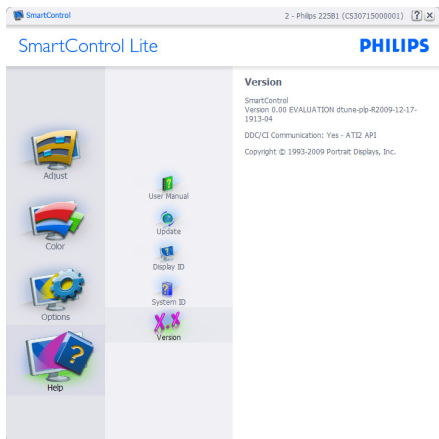 SmartControl
2 - Philips 225B1 (CS30715000001)
SmartControl Lite
PHILIPS
Version
SmartControl
Version 0.00 EVALUATION dtune-plp-R2009-12-17-
1913-04
DDC/CI Communication: Yes - ATI2 API
Copyright © 1993-2009 Portrait Displays, Inc.
Adjust
Color
Options
Help
User Manual
Update
Display ID
System ID
X.X
Version